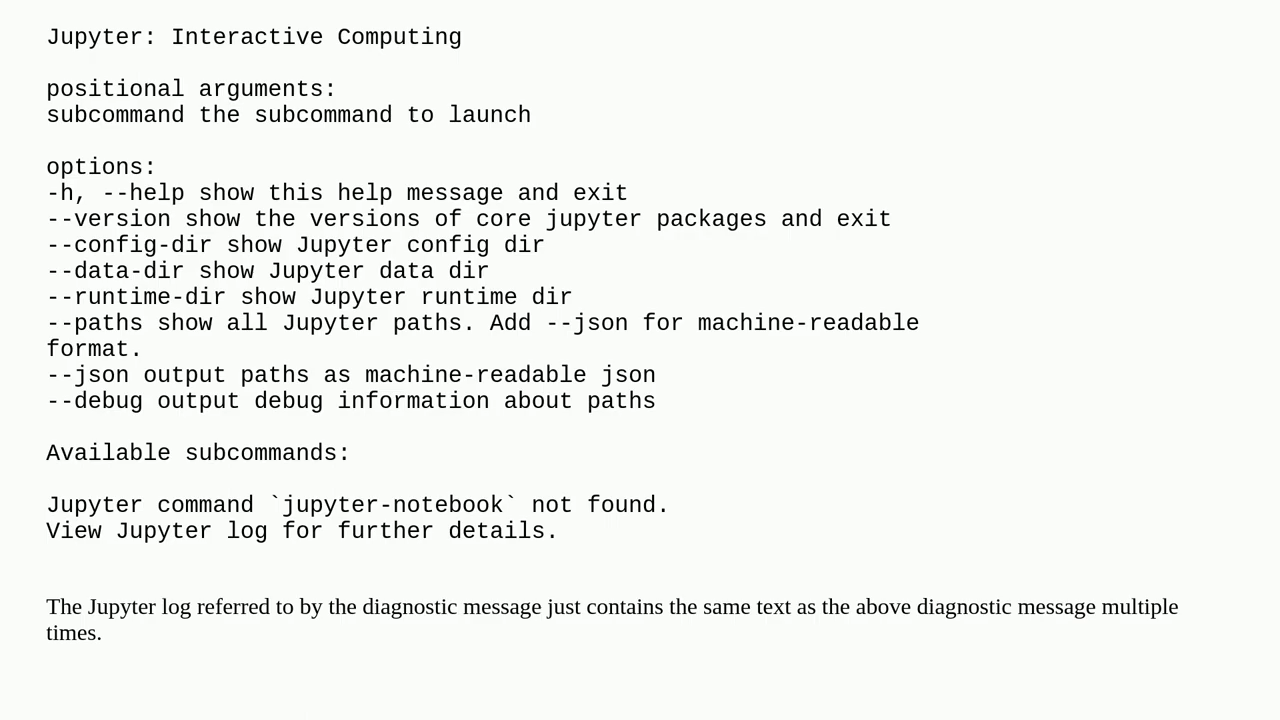 Jupyter: Interactive Computing
positional arguments:
subcommand the subcommand to launch
options:
-h, --help show this help message and exit
--version show the versions of core jupyter packages and exit
--config-dir show Jupyter config dir
--data-dir show Jupyter data dir
--runtime-dir show Jupyter runtime dir
--paths show all Jupyter paths. Add --json for machine-readable
format.
--json output paths as machine-readable json
--debug output debug information about paths
Available subcommands:
Jupyter command `jupyter-notebook` not found.
View Jupyter log for further details.
The Jupyter log referred to by the diagnostic message just contains the same text as the above diagnostic message multiple
times.